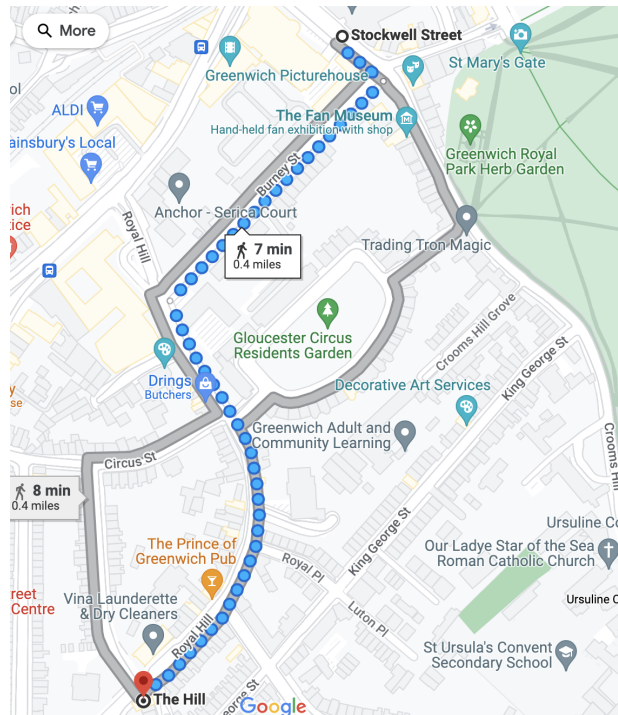 More
Stockwell Street
St Mary's Gate
Greenwich Picturehouse
ALDI
The Fan Museum
Hand-held fan exhibition with shop
ainsbury's Local
Greenwich Royal
Park Herb Garden
Burney St
Anchor - Serica Court
Royal Hill
ich
tice
Trading Tron Magic
7 min
0.4 miles
Gloucester Circus
Residents Garden
Crooms Hill Grove
King George St
Drings
Butchers
Decorative Art Services
y
se
Greenwich Adult and
Community Learning
Crooms Hill
Circus St
8 min
0.4 miles
Ursuline Co
The Prince of
Greenwich Pub
King George St
Our Ladye Star of the Sea
Roman Catholic Church
Royal Pl
reet
Centre
Vina Launderette
& Dry Cleaners
Luton Pl
Ursuline C
Royal Hill
St Ursula's Convent
Secondary School
The Hill
eorge St
Google